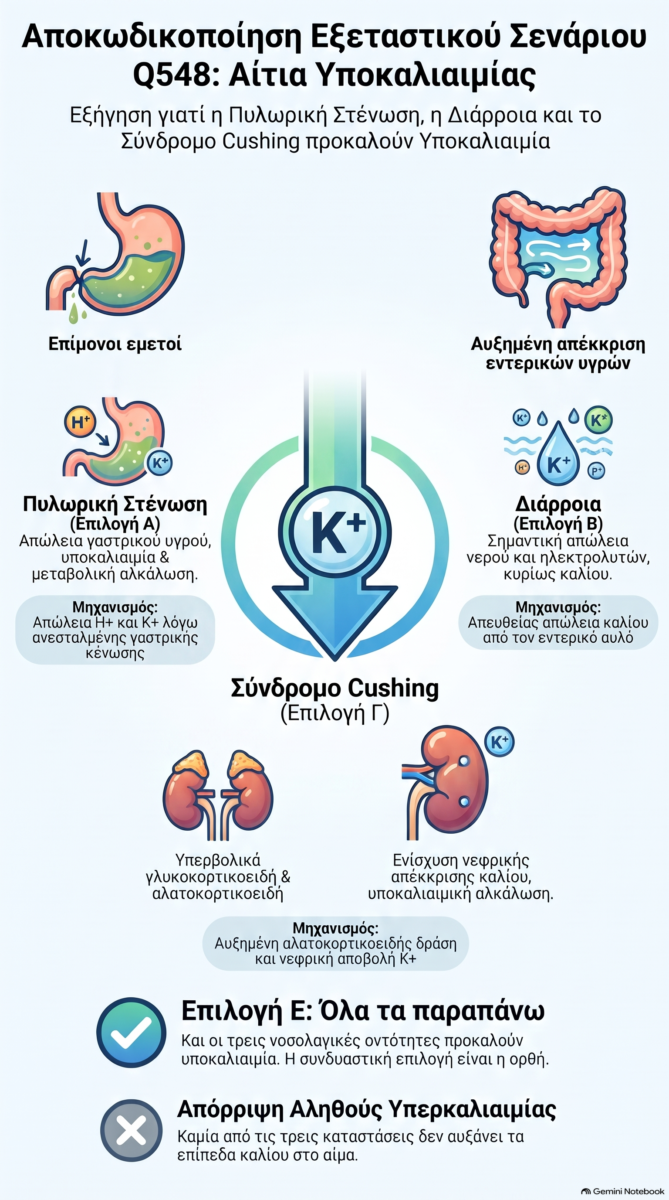 Αποκωδικοποίηση Εξεταστικού Σεναρίου
Q548: Αίτια Υποκαλιαιμίας
Εξήγηση γιατί η Πυλωρική Στένωση, η Διάρροια και το
Σύνδρομο Cushing προκαλούν Υποκαλιαιμία
Επίμονοι εμετοί
Αυξημένη απέκκριση
εντερικών υγρών
H+
K+
Πυλωρική Στένωση
(Επιλογή Α)
Απώλεια γαστρικού υγρού,
υποκαλιαιμία &
μεταβολική αλκάλωση.
Μηχανισμός:
Απώλεια H+ και K+ λόγω
ανεσταλμένης γαστρικής
κένωσης
K+
K+
K+
K+
H+
P+
Διάρροια
(Επιλογή Β)
Σημαντική απώλεια
νερού και ηλεκτρολυτών,
κυρίως καλίου.
Μηχανισμός:
Απευθείας απώλεια καλίου
από τον εντερικό αυλό
Σύνδρομο Cushing
(Επιλογή Γ)
K+
Υπερβολικά
γλυκοκορτικοειδή &
αλατοκορτικοειδή
Ενίσχυση νεφρικής
απέκκρισης καλίου,
υποκαλιαιμική αλκάλωση.
Μηχανισμός:
Αυξημένη αλατοκορτικοειδής δράση
και νεφρική αποβολή K+
Επιλογή Ε: Όλα τα παραπάνω
Και οι τρεις νοσολογικές οντότητες προκαλούν
υποκαλιαιμία. Η συνδυαστική επιλογή είναι η ορθή.
Απόρριψη Αληθούς Υπερκαλιαιμίας
Καμία από τις τρεις καταστάσεις δεν αυξάνει τα
επίπεδα καλίου στο αίμα.
Gemini Notebook